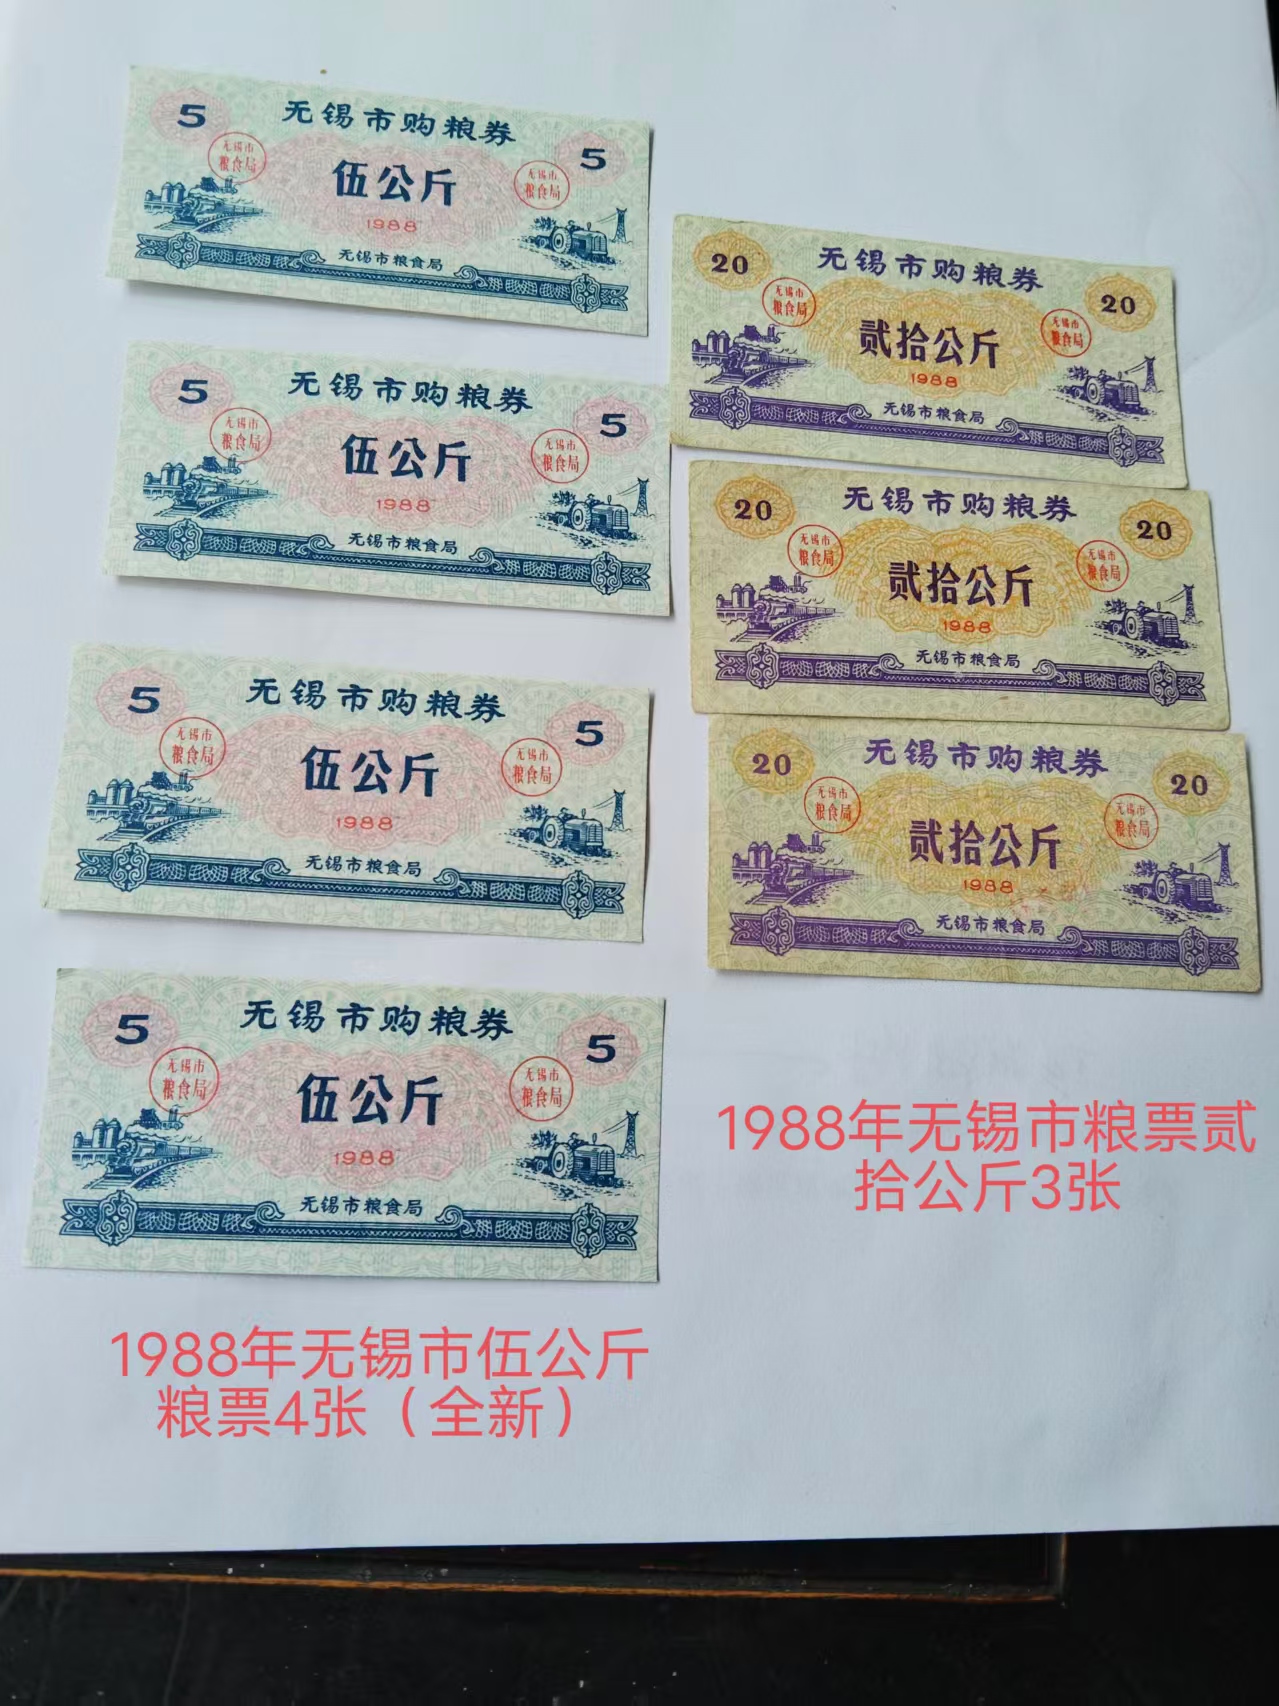 5
无锡市购粮券
5
无锡市
粮食局
伍公斤
无锡市
粮食局
1988
无锡市粮食局
5
无锡市购粮券
5
无锡市
粮食局
伍公斤
无锡市
粮食局
1988
无锡市粮食局
5
无锡市购粮券
5
无锡市
粮食局
伍公斤
无锡市
粮食局
1988
无锡市粮食局
5
无锡市购粮券
5
无锡市
粮食局
伍公斤
无锡市
粮食局
1988
无锡市粮食局
1988年无锡市伍公斤
粮票4张（全新）
20
无锡市购粮券
20
无锡市
粮食局
贰拾公斤
无锡市
粮食局
1988
无锡市粮食局
20
无锡市购粮券
20
无锡市
粮食局
贰拾公斤
无锡市
粮食局
1988
无锡市粮食局
20
无锡市购粮券
20
无锡市
粮食局
贰拾公斤
无锡市
粮食局
1988
无锡市粮食局
1988年无锡市粮票贰
拾公斤3张